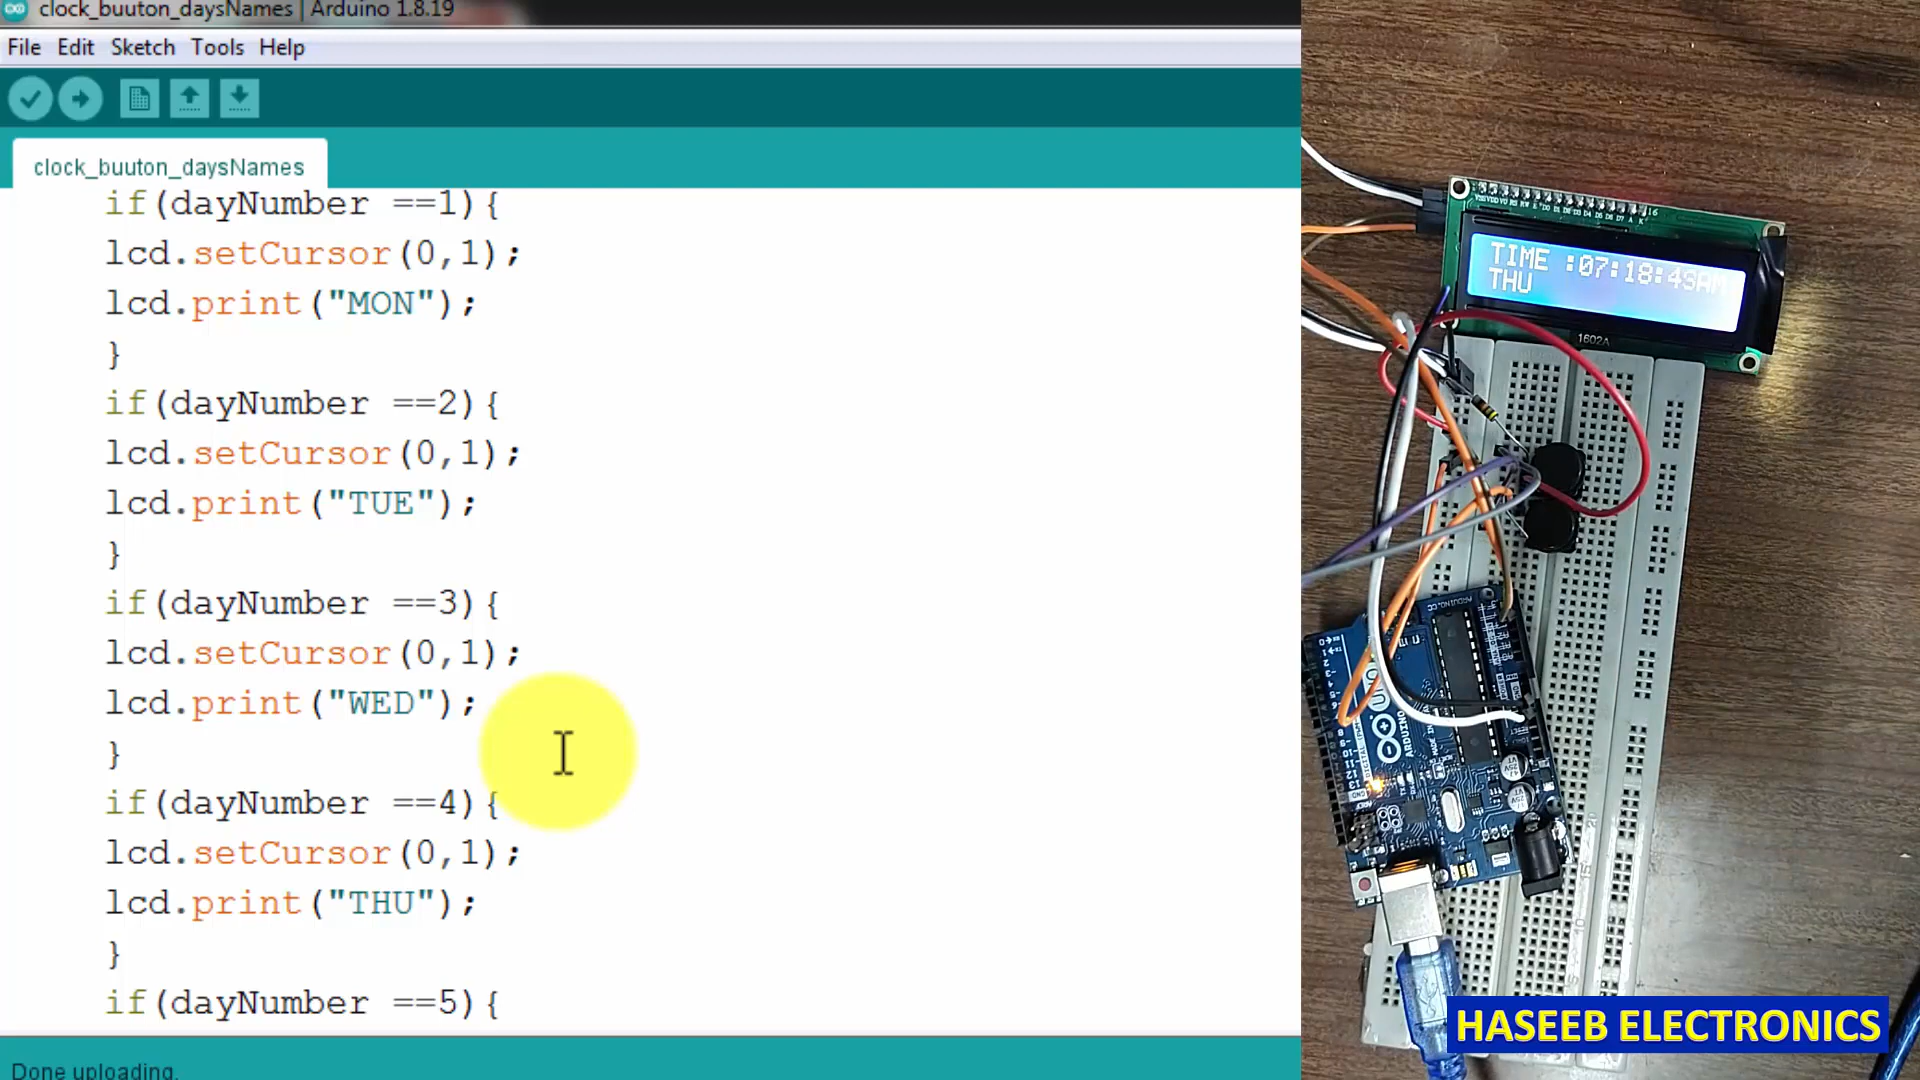 clock_buuton_daysNames | Arduino 1.8.19
File Edit Sketch Tools Help
clock_buuton_daysNames
if(dayNumber ==1){
lcd.setCursor(0,1);
lcd.print("MON");
}
if(dayNumber ==2){
lcd.setCursor(0,1);
lcd.print("TUE");
}
if(dayNumber ==3){
lcd.setCursor(0,1);
lcd.print("WED");
}
if(dayNumber ==4){
lcd.setCursor(0,1);
lcd.print("THU");
}
if(dayNumber ==5){
Done uploading.
TIME :07:18:
THU
1602A
ARDUINO
HASEEB ELECTRONICS